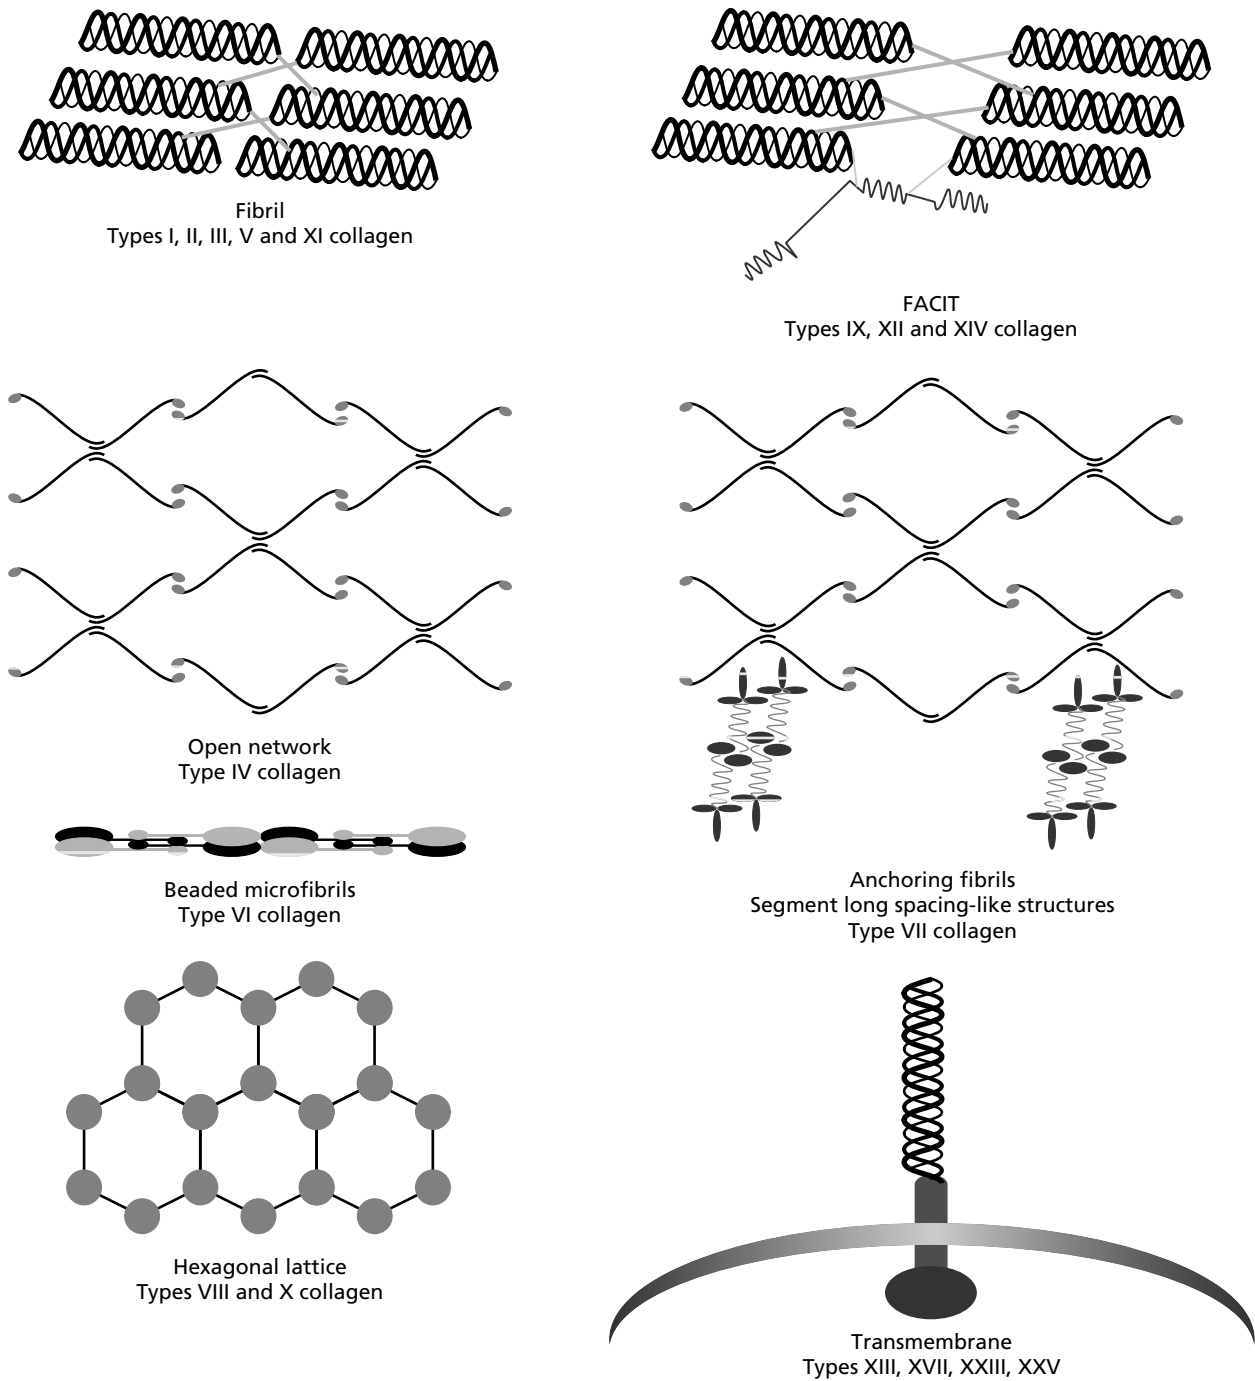 Fibril
Types I, II, III, V and XI collagen
FACIT
Types IX, XII and XIV collagen
Open network
Type IV collagen
Beaded microfibrils
Type VI collagen
Anchoring fibrils
Segment long spacing-like structures
Type VII collagen
Hexagonal lattice
Types VIII and X collagen
Transmembrane
Types XIII, XVII, XXIII, XXV